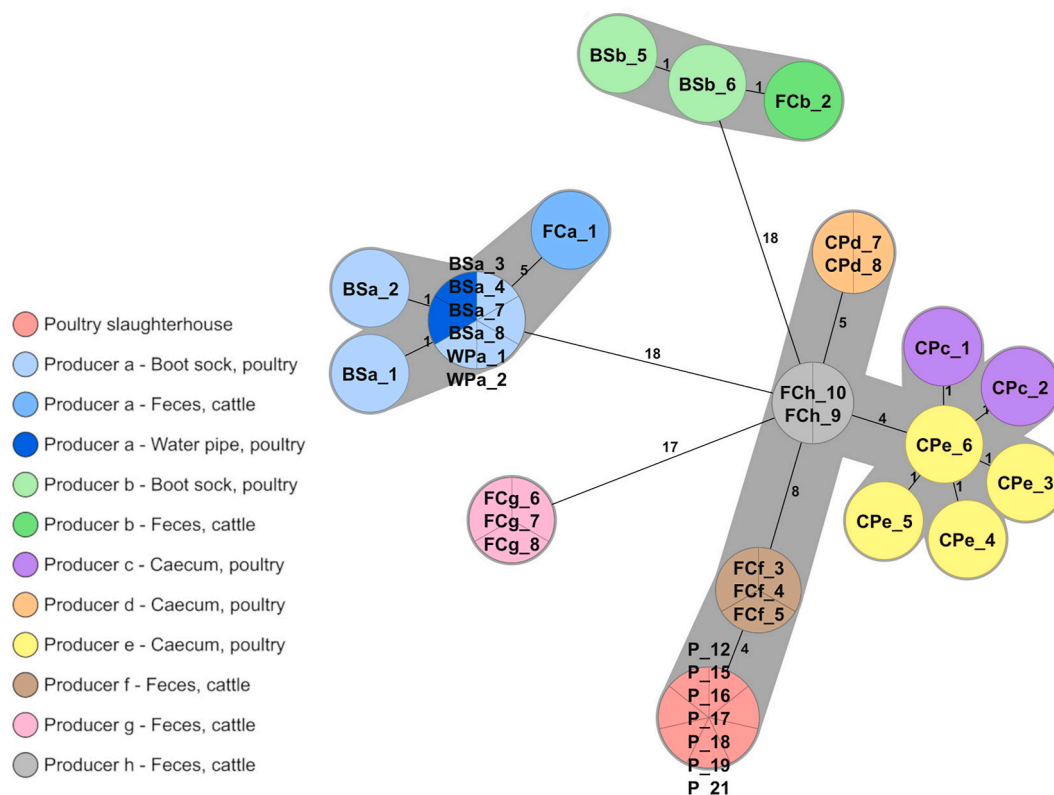 BSb_5
1
BSb_6
1
FCb_2
18
FCa_1
5
BSa_3
BSa_4
BSa_7
BSa_8
WPa_1
WPa_2
BSa_2
1
BSa_1
1
18
CPd_7
CPd_8
5
FCh_10
FCh_9
4
CPc_1
1
CPc_2
1
CPe_6
1
CPe_3
1
CPe_4
1
CPe_5
17
FCg_6
FCg_7
FCg_8
8
FCf_3
FCf_4
FCf_5
4
P_12
P_15
P_16
P_17
P_18
P_19
P_21
Poultry slaughterhouse
Producer a - Boot sock, poultry
Producer a - Feces, cattle
Producer a - Water pipe, poultry
Producer b - Boot sock, poultry
Producer b - Feces, cattle
Producer c - Caecum, poultry
Producer d - Caecum, poultry
Producer e - Caecum, poultry
Producer f - Feces, cattle
Producer g - Feces, cattle
Producer h - Feces, cattle